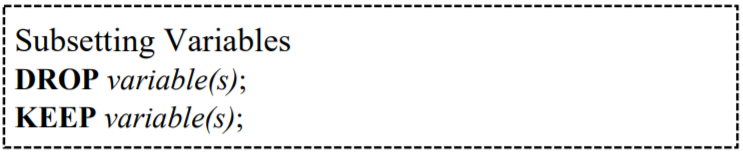 Subsetting Variables
DROP variable(s);
KEEP variable(s);